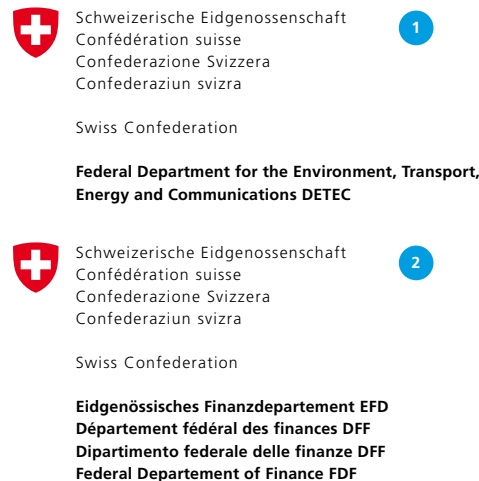 Schweizerische Eidgenossenschaft
Confédération suisse
Confederazione Svizzera
Confederaziun svizra
1
Swiss Confederation
Federal Department for the Environment, Transport,
Energy and Communications DETEC
Schweizerische Eidgenossenschaft
Confédération suisse
Confederazione Svizzera
Confederaziun svizra
2
Swiss Confederation
Eidgenössisches Finanzdepartement EFD
Département fédéral des finances DFF
Dipartimento federale delle finanze DFF
Federal Departement of Finance FDF